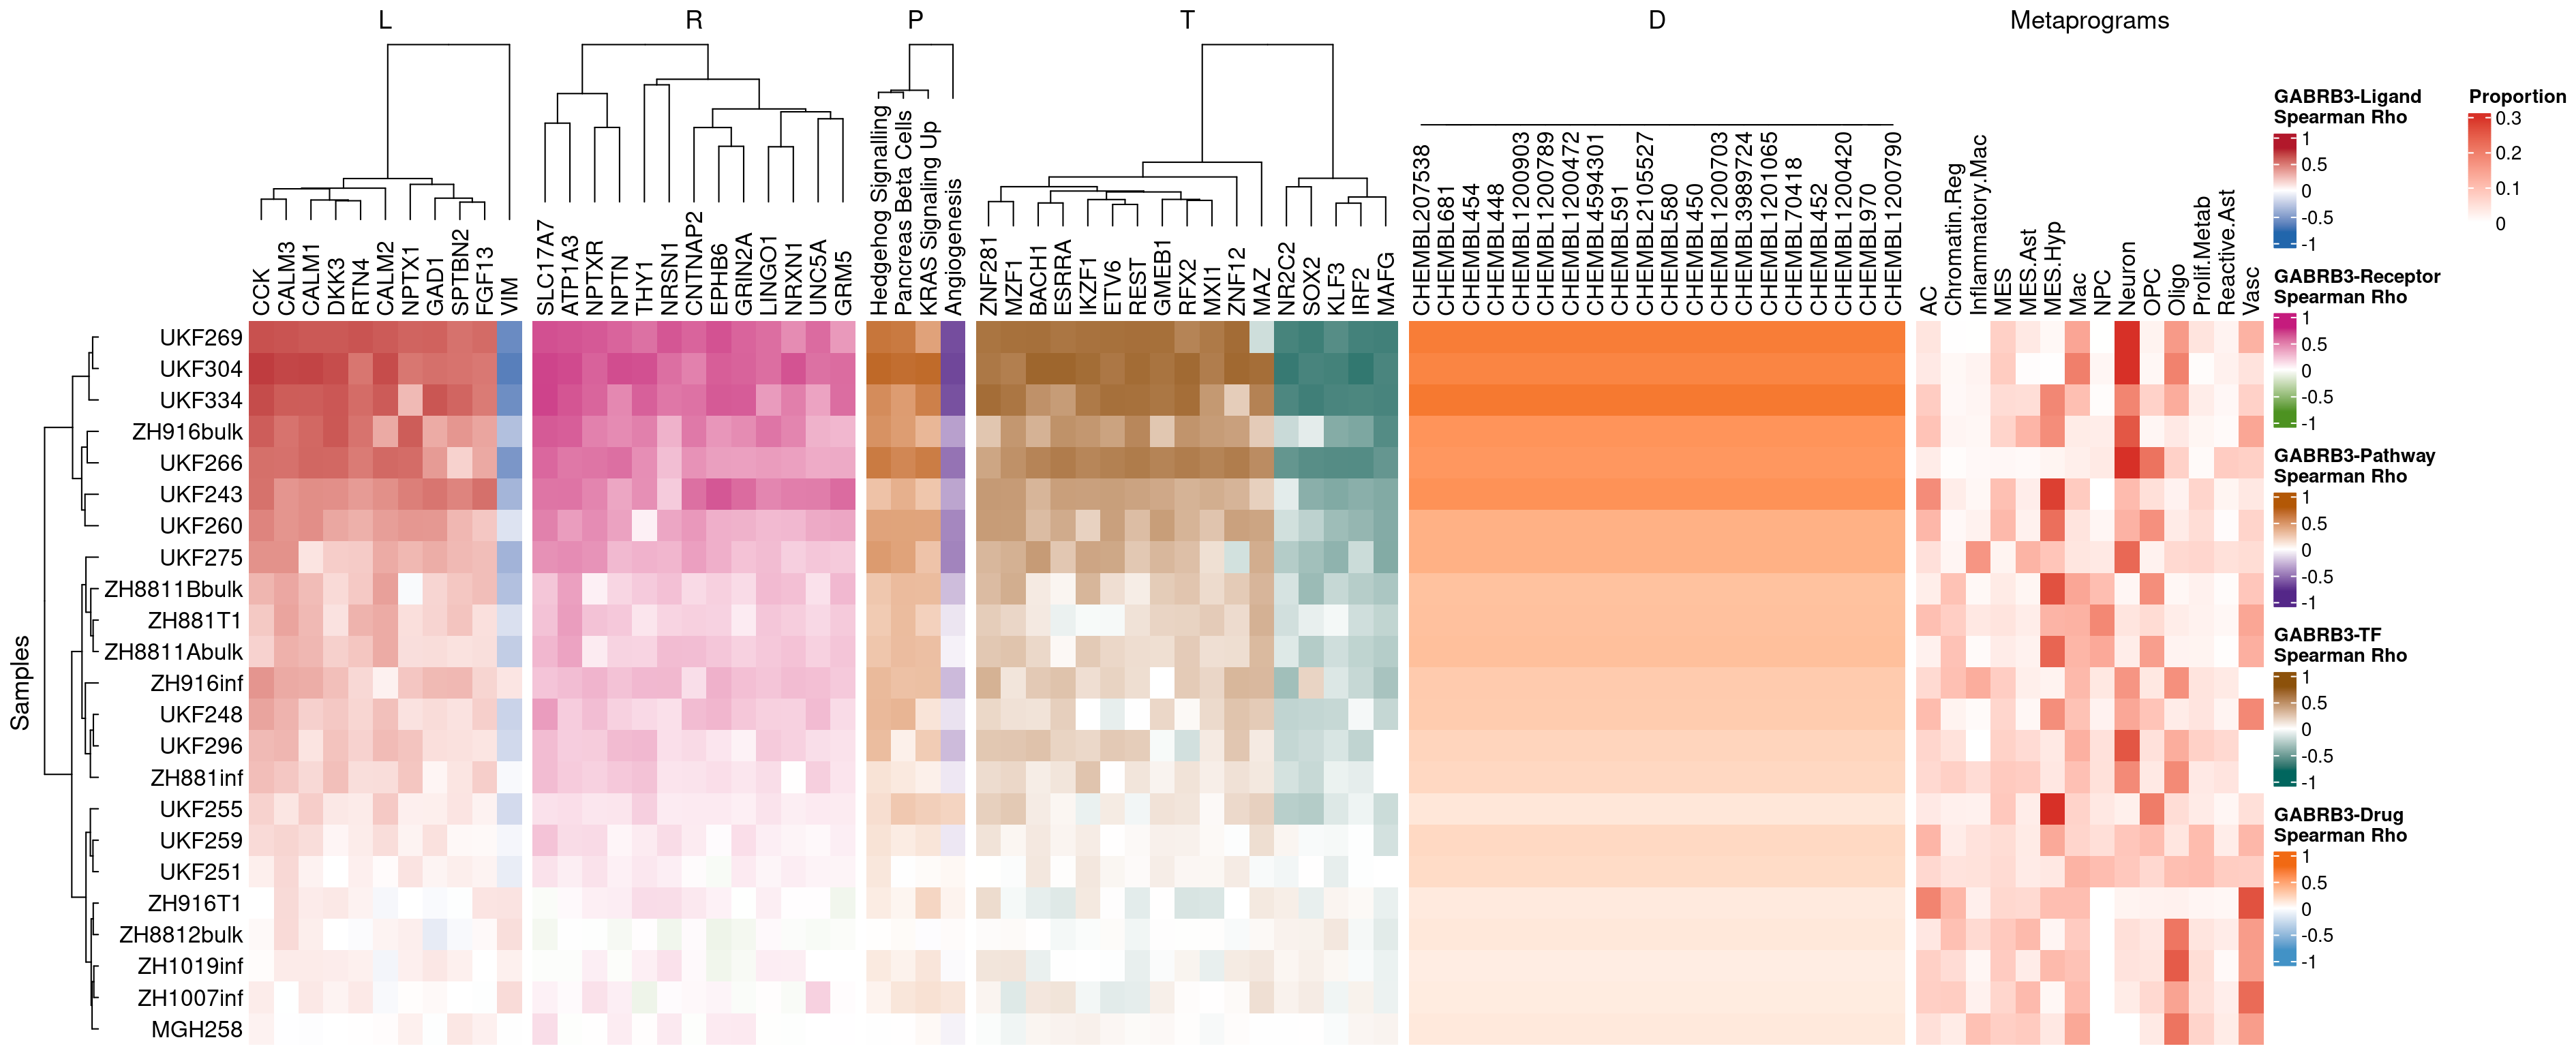 L
R
P
T
D
Metaprograms
CCK
CALM3
CALM1
DKK3
RTN4
CALM2
NPTX1
GAD1
SPTBN2
FGF13
VIM
SLC17A7
ATP1A3
NPTXR
NPTN
THY1
NRSN1
CNTNAP2
EPHB6
GRIN2A
LINGO1
NRXN1
UNC5A
GRM5
Hedgehog Signalling
Pancreas Beta Cells
KRAS Signaling Up
Angiogenesis
ZNF281
MZF1
BACH1
ESRRA
IKZF1
ETV6
REST
GMEB1
RFX2
MXI1
ZNF12
MAZ
NR2C2
SOX2
KLF3
IRF2
MAFG
CHEMBL207538
CHEMBL681
CHEMBL454
CHEMBL448
CHEMBL1200903
CHEMBL1200789
CHEMBL1200472
CHEMBL4594301
CHEMBL591
CHEMBL2105527
CHEMBL580
CHEMBL450
CHEMBL1200703
CHEMBL3989724
CHEMBL1201065
CHEMBL70418
CHEMBL452
CHEMBL1200420
CHEMBL970
CHEMBL1200790
AC
Chromatin.Reg
Inflammatory.Mac
MES
MES.Ast
MES.Hyp
Mac
NPC
Neuron
OPC
Oligo
Prolif.Metab
Reactive.Ast
Vasc
Samples
UKF269
UKF304
UKF334
ZH916bulk
UKF266
UKF243
UKF260
UKF275
ZH8811Bbulk
ZH881T1
ZH8811Abulk
ZH916inf
UKF248
UKF296
ZH881inf
UKF255
UKF259
UKF251
ZH916T1
ZH8812bulk
ZH1019inf
ZH1007inf
MGH258
GABRB3-Ligand
Spearman Rho
1
0.5
0
-0.5
-1
GABRB3-Receptor
Spearman Rho
1
0.5
0
-0.5
-1
GABRB3-Pathway
Spearman Rho
1
0.5
0
-0.5
-1
GABRB3-TF
Spearman Rho
1
0.5
0
-0.5
-1
GABRB3-Drug
Spearman Rho
1
0.5
0
-0.5
-1
Proportion
0.3
0.2
0.1
0